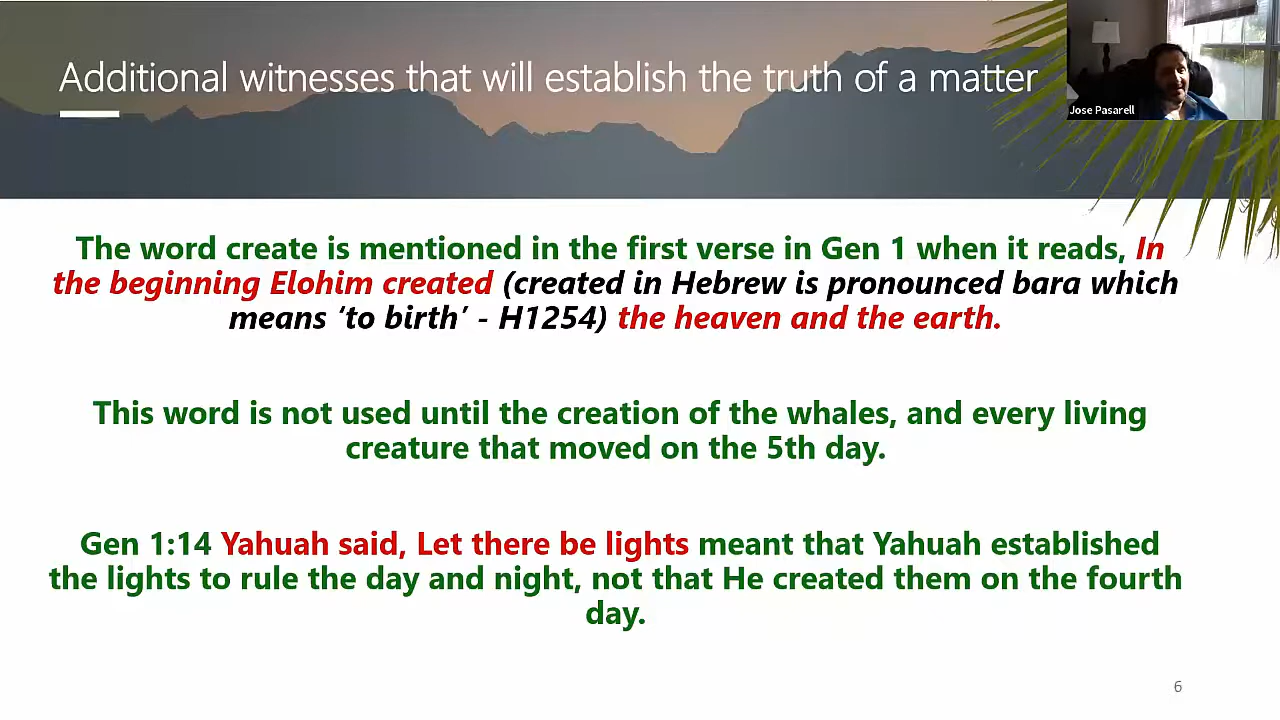 Additional witnesses that will establish the truth of a matter
Jose Pasarell
The word create is mentioned in the first verse in Gen 1 when it reads, In
the beginning Elohim created (created in Hebrew is pronounced bara which
means ‘to birth’ - H1254) the heaven and the earth.
This word is not used until the creation of the whales, and every living
creature that moved on the 5th day.
Gen 1:14 Yahuah said, Let there be lights meant that Yahuah established
the lights to rule the day and night, not that He created them on the fourth
day.
6